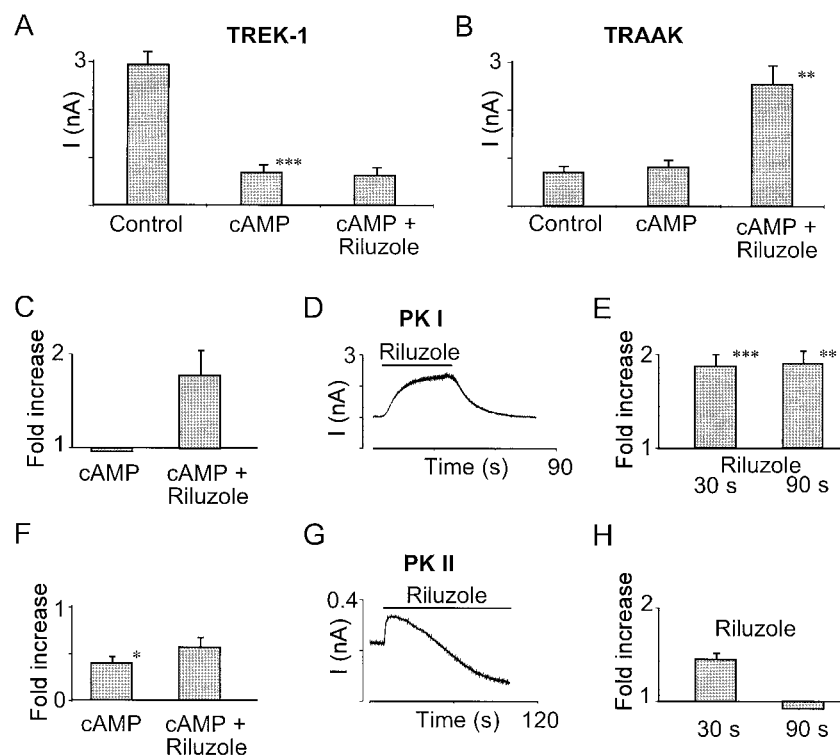 A
TREK-1
3
I (nA)
***
Control
cAMP
cAMP +
Riluzole
B
TRAAK
3
I (nA)
**
Control
cAMP
cAMP +
Riluzole
C
2
Fold increase
1
cAMP
cAMP +
Riluzole
D
PK I
Riluzole
3
I (nA)
Time (s)
90
E
2
Fold increase
1
***
**
Riluzole
30 s
90 s
F
1
Fold increase
0
*
cAMP
cAMP +
Riluzole
G
PK II
Riluzole
0.4
I (nA)
Time (s)
120
H
2
Fold increase
1
Riluzole
30 s
90 s